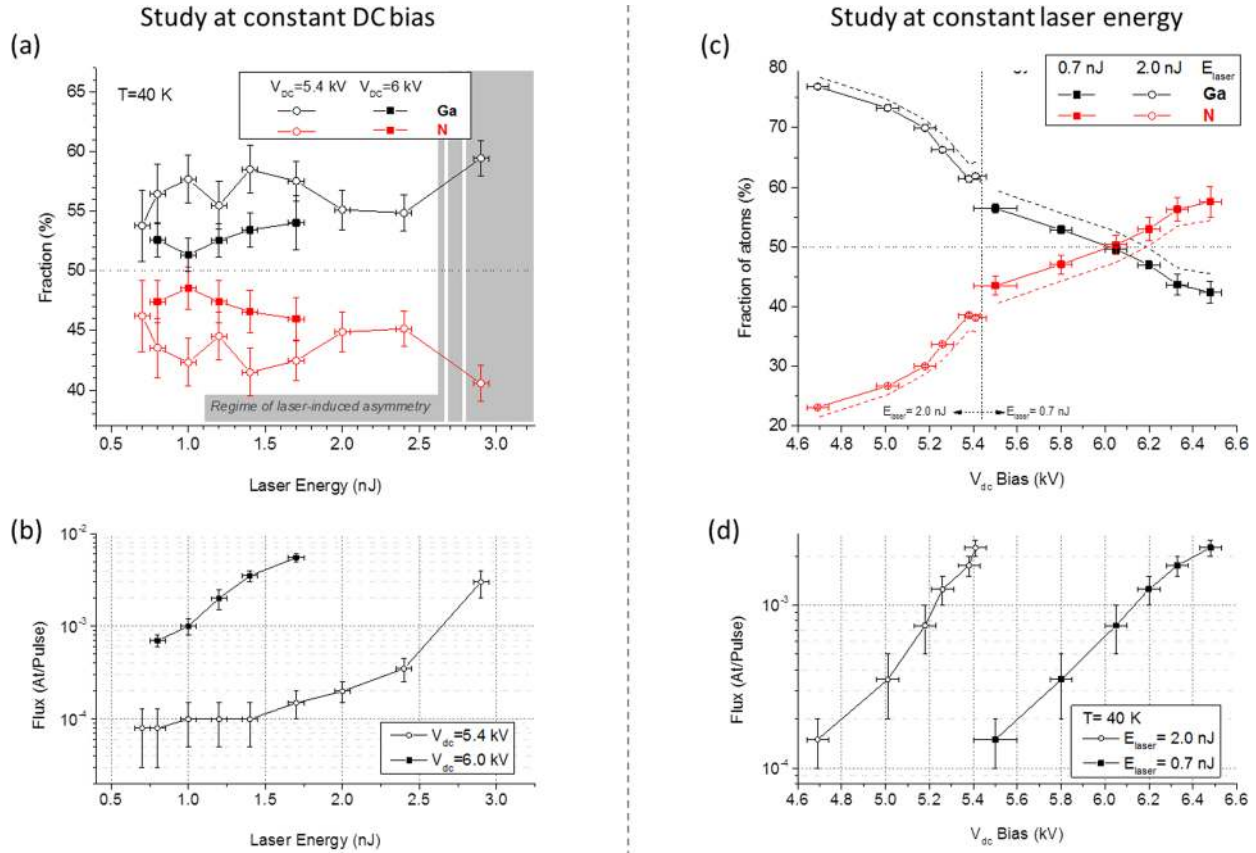 Study at constant DC bias
Study at constant laser energy
(a)
T=40 K
V_DC=5.4 kV V_DC=6 kV
Ga
N
Regime of laser-induced asymmetry
Fraction (%)
65
60
55
50
45
40
0.5 1.0 1.5 2.0 2.5 3.0
Laser Energy (nJ)
(b)
Flux (At/Pulse)
10^-2
10^-3
10^-4
V_dc=5.4 kV
V_dc=6.0 kV
0.5 1.0 1.5 2.0 2.5 3.0
Laser Energy (nJ)
(c)
0.7 nJ 2.0 nJ E_laser
Ga
N
Fraction of atoms (%)
80
70
60
50
40
30
20
E_laser= 2.0 nJ E_laser= 0.7 nJ
4.6 4.8 5.0 5.2 5.4 5.6 5.8 6.0 6.2 6.4 6.6
V_dc Bias (kV)
(d)
Flux (At/Pulse)
10^-3
10^-4
T= 40 K
E_laser= 2.0 nJ
E_laser= 0.7 nJ
4.6 4.8 5.0 5.2 5.4 5.6 5.8 6.0 6.2 6.4 6.6
V_dc Bias (kV)